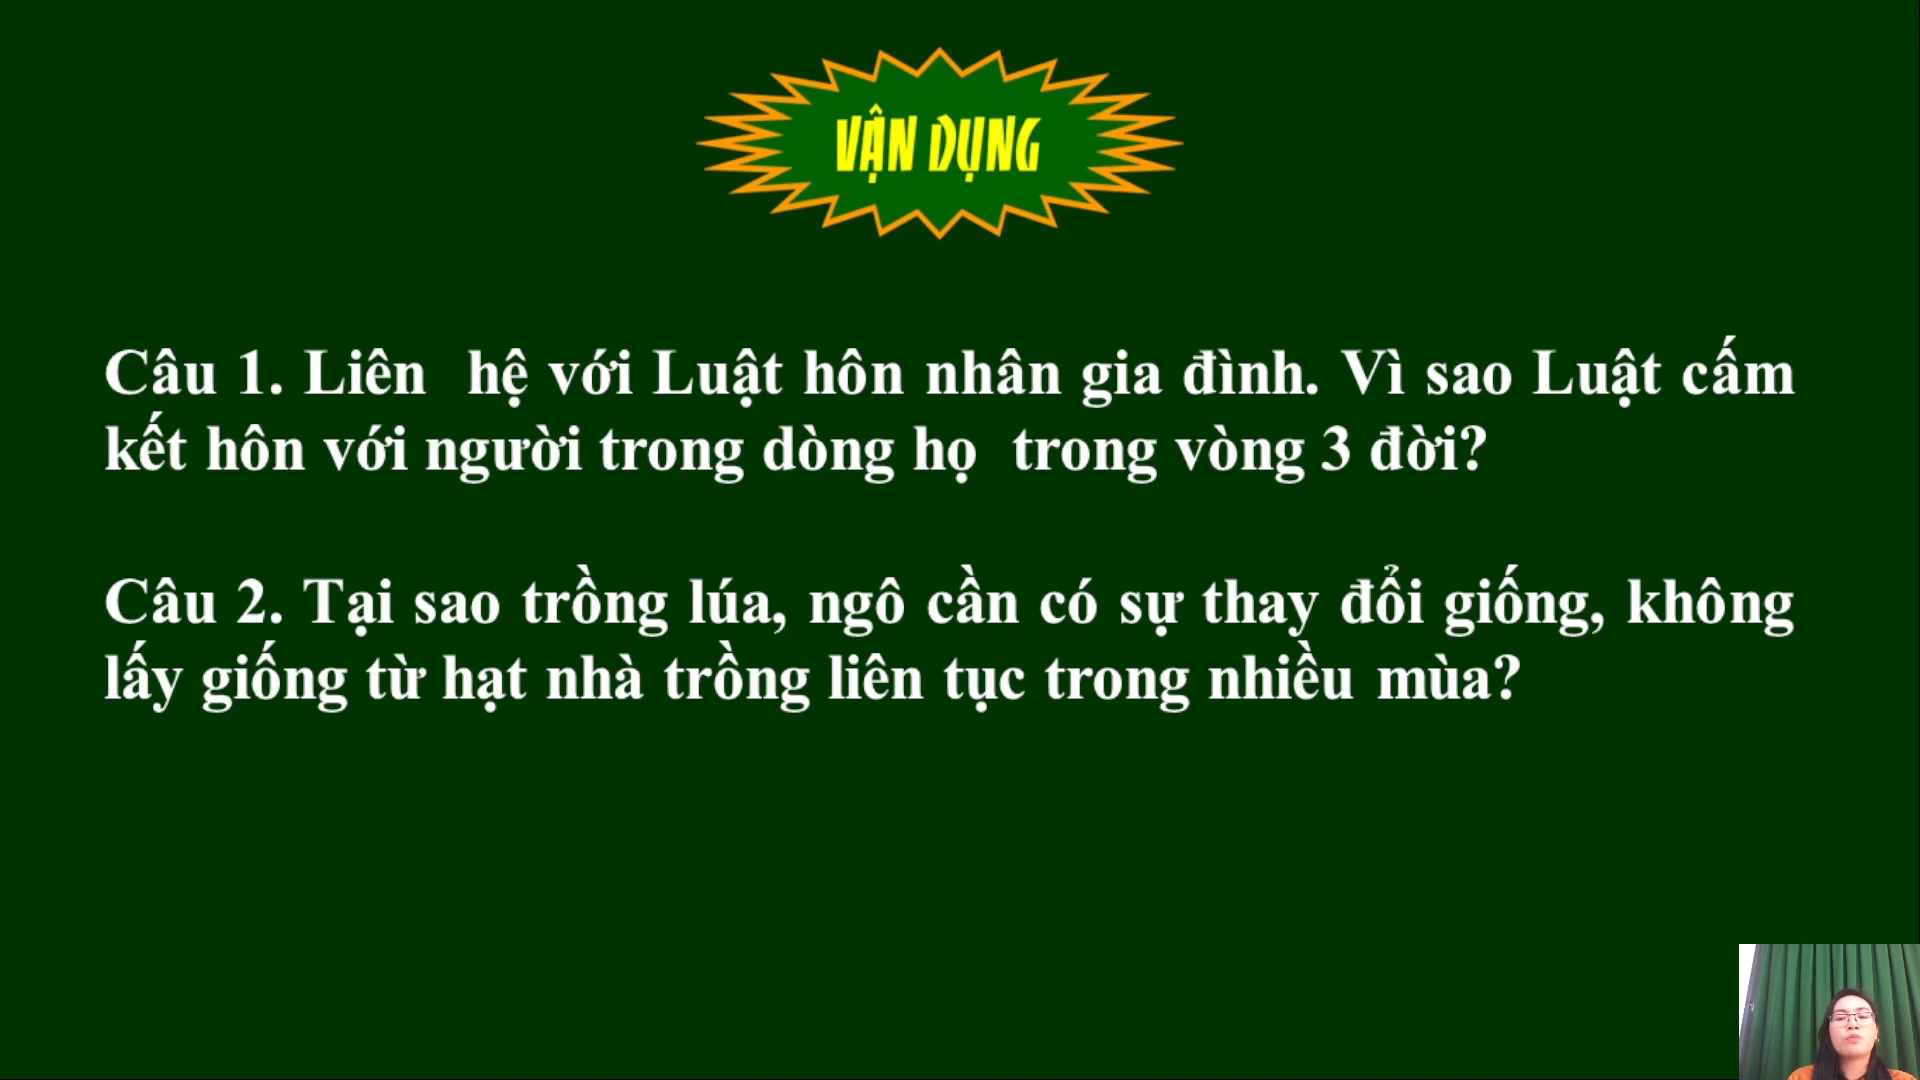 VẬN DỤNG
Câu 1. Liên hệ với Luật hôn nhân gia đình. Vì sao Luật cấm
kết hôn với người trong dòng họ trong vòng 3 đời?
Câu 2. Tại sao trồng lúa, ngô cần có sự thay đổi giống, không
lấy giống từ hạt nhà trồng liên tục trong nhiều mùa?